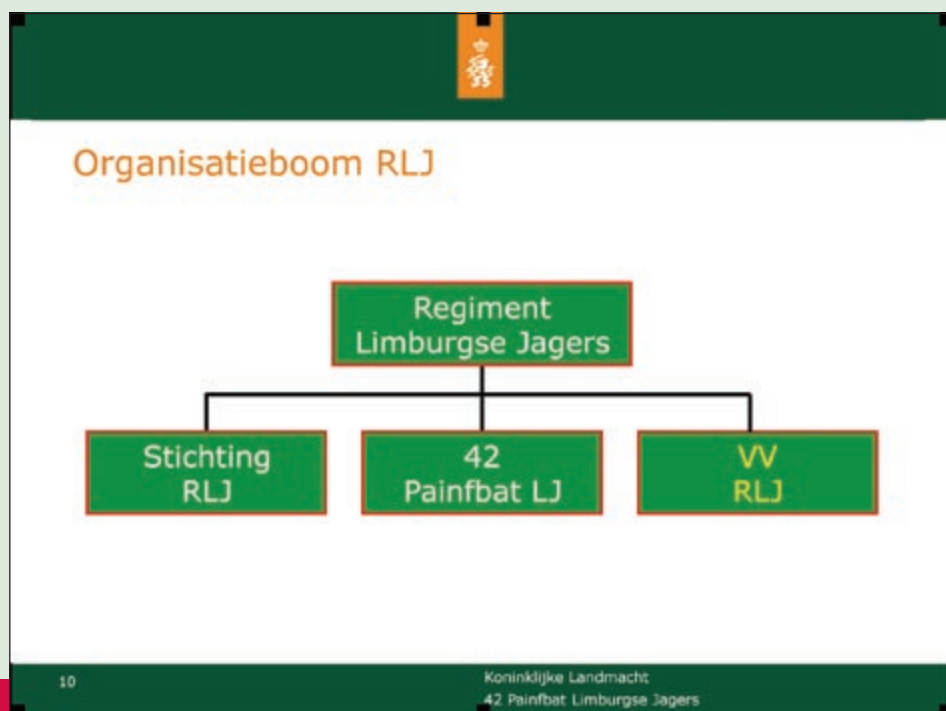 Organisatieboom RLJ
Regiment
Limburgse Jagers
Stichting
RLJ
42
Painfbat LJ
VV
RLJ
10
Koninklijke Landmacht
42 Painfbat Limburgse Jagers